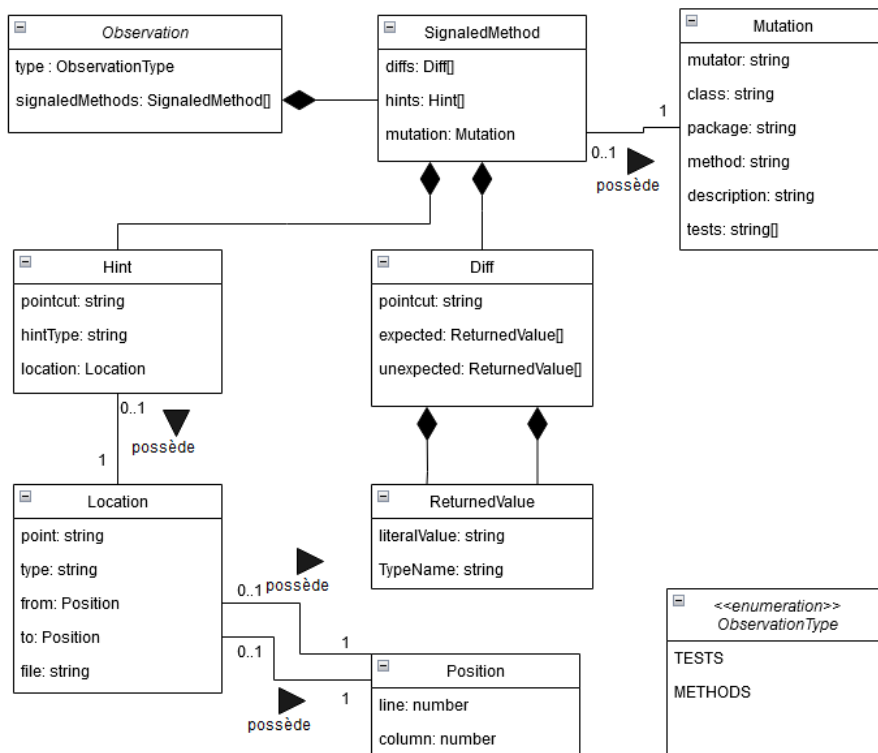 Observation
type : ObservationType
signaledMethods: SignaledMethod[]
SignaledMethod
diffs: Diff[]
hints: Hint[]
mutation: Mutation
Mutation
mutator: string
class: string
package: string
method: string
description: string
tests: string[]
1
0..1
possède
Hint
pointcut: string
hintType: string
location: Location
Diff
pointcut: string
expected: ReturnedValue[]
unexpected: ReturnedValue[]
0..1
possède
1
Location
point: string
type: string
from: Position
to: Position
file: string
ReturnedValue
literalValue: string
TypeName: string
0..1
possède
1
0..1
possède
1
Position
line: number
column: number
<<enumeration>>
ObservationType
TESTS
METHODS